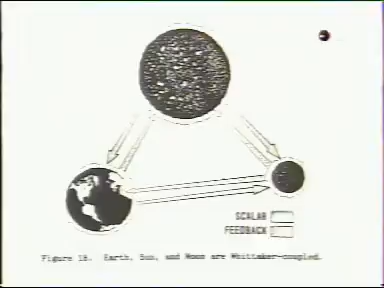 SCALAR
FEEDBACK
Figure 18. Earth, Sun, and Moon are Whittaker-coupled.